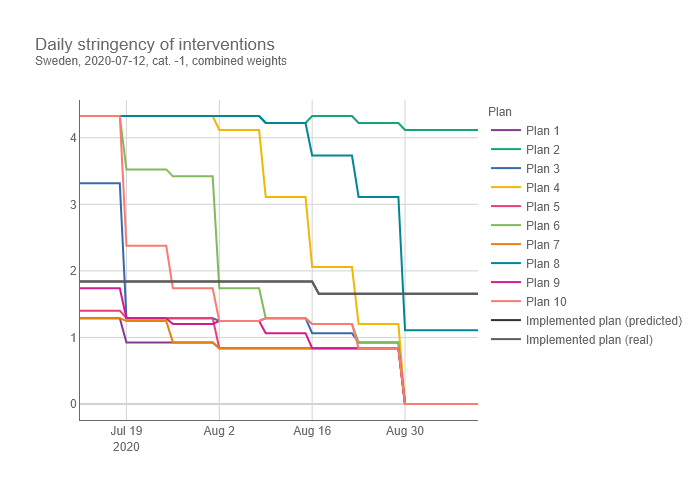 Daily stringency of interventions
Sweden, 2020-07-12, cat. -1, combined weights
Plan
Plan 1
Plan 2
Plan 3
Plan 4
Plan 5
Plan 6
Plan 7
Plan 8
Plan 9
Plan 10
Implemented plan (predicted)
Implemented plan (real)
4
3
2
1
0
Jul 19
2020
Aug 2
Aug 16
Aug 30